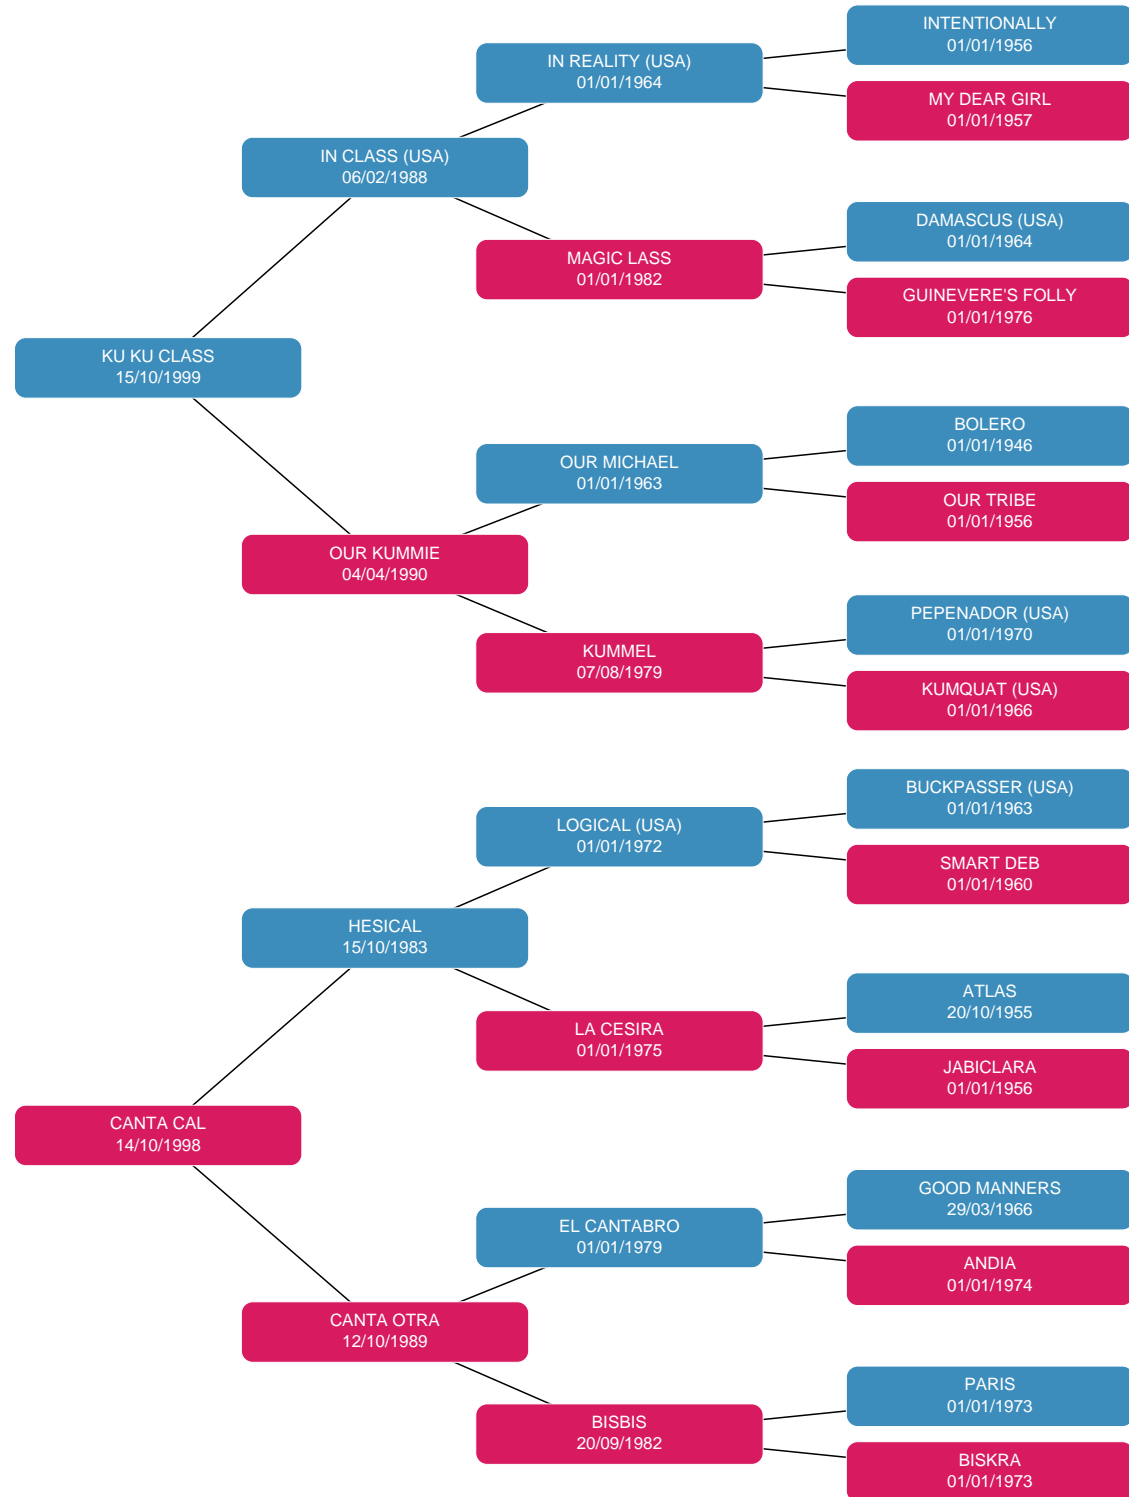 INTENTIONALLY
01/01/1956
IN REALITY (USA)
01/01/1964
MY DEAR GIRL
01/01/1957
IN CLASS (USA)
06/02/1988
DAMASCUS (USA)
01/01/1964
MAGIC LASS
01/01/1982
GUINEVERE'S FOLLY
01/01/1976
KU KU CLASS
15/10/1999
BOLERO
01/01/1946
OUR MICHAEL
01/01/1963
OUR TRIBE
01/01/1956
OUR KUMMIE
04/04/1990
PEPENADOR (USA)
01/01/1970
KUMMEL
07/08/1979
KUMQUAT (USA)
01/01/1966
BUCKPASSER (USA)
01/01/1963
LOGICAL (USA)
01/01/1972
SMART DEB
01/01/1960
HESICAL
15/10/1983
ATLAS
20/10/1955
LA CESIRA
01/01/1975
JABICLARA
01/01/1956
CANTA CAL
14/10/1998
GOOD MANNERS
29/03/1966
EL CANTABRO
01/01/1979
ANDIA
01/01/1974
CANTA OTRA
12/10/1989
PARIS
01/01/1973
BISBIS
20/09/1982
BISKRA
01/01/1973